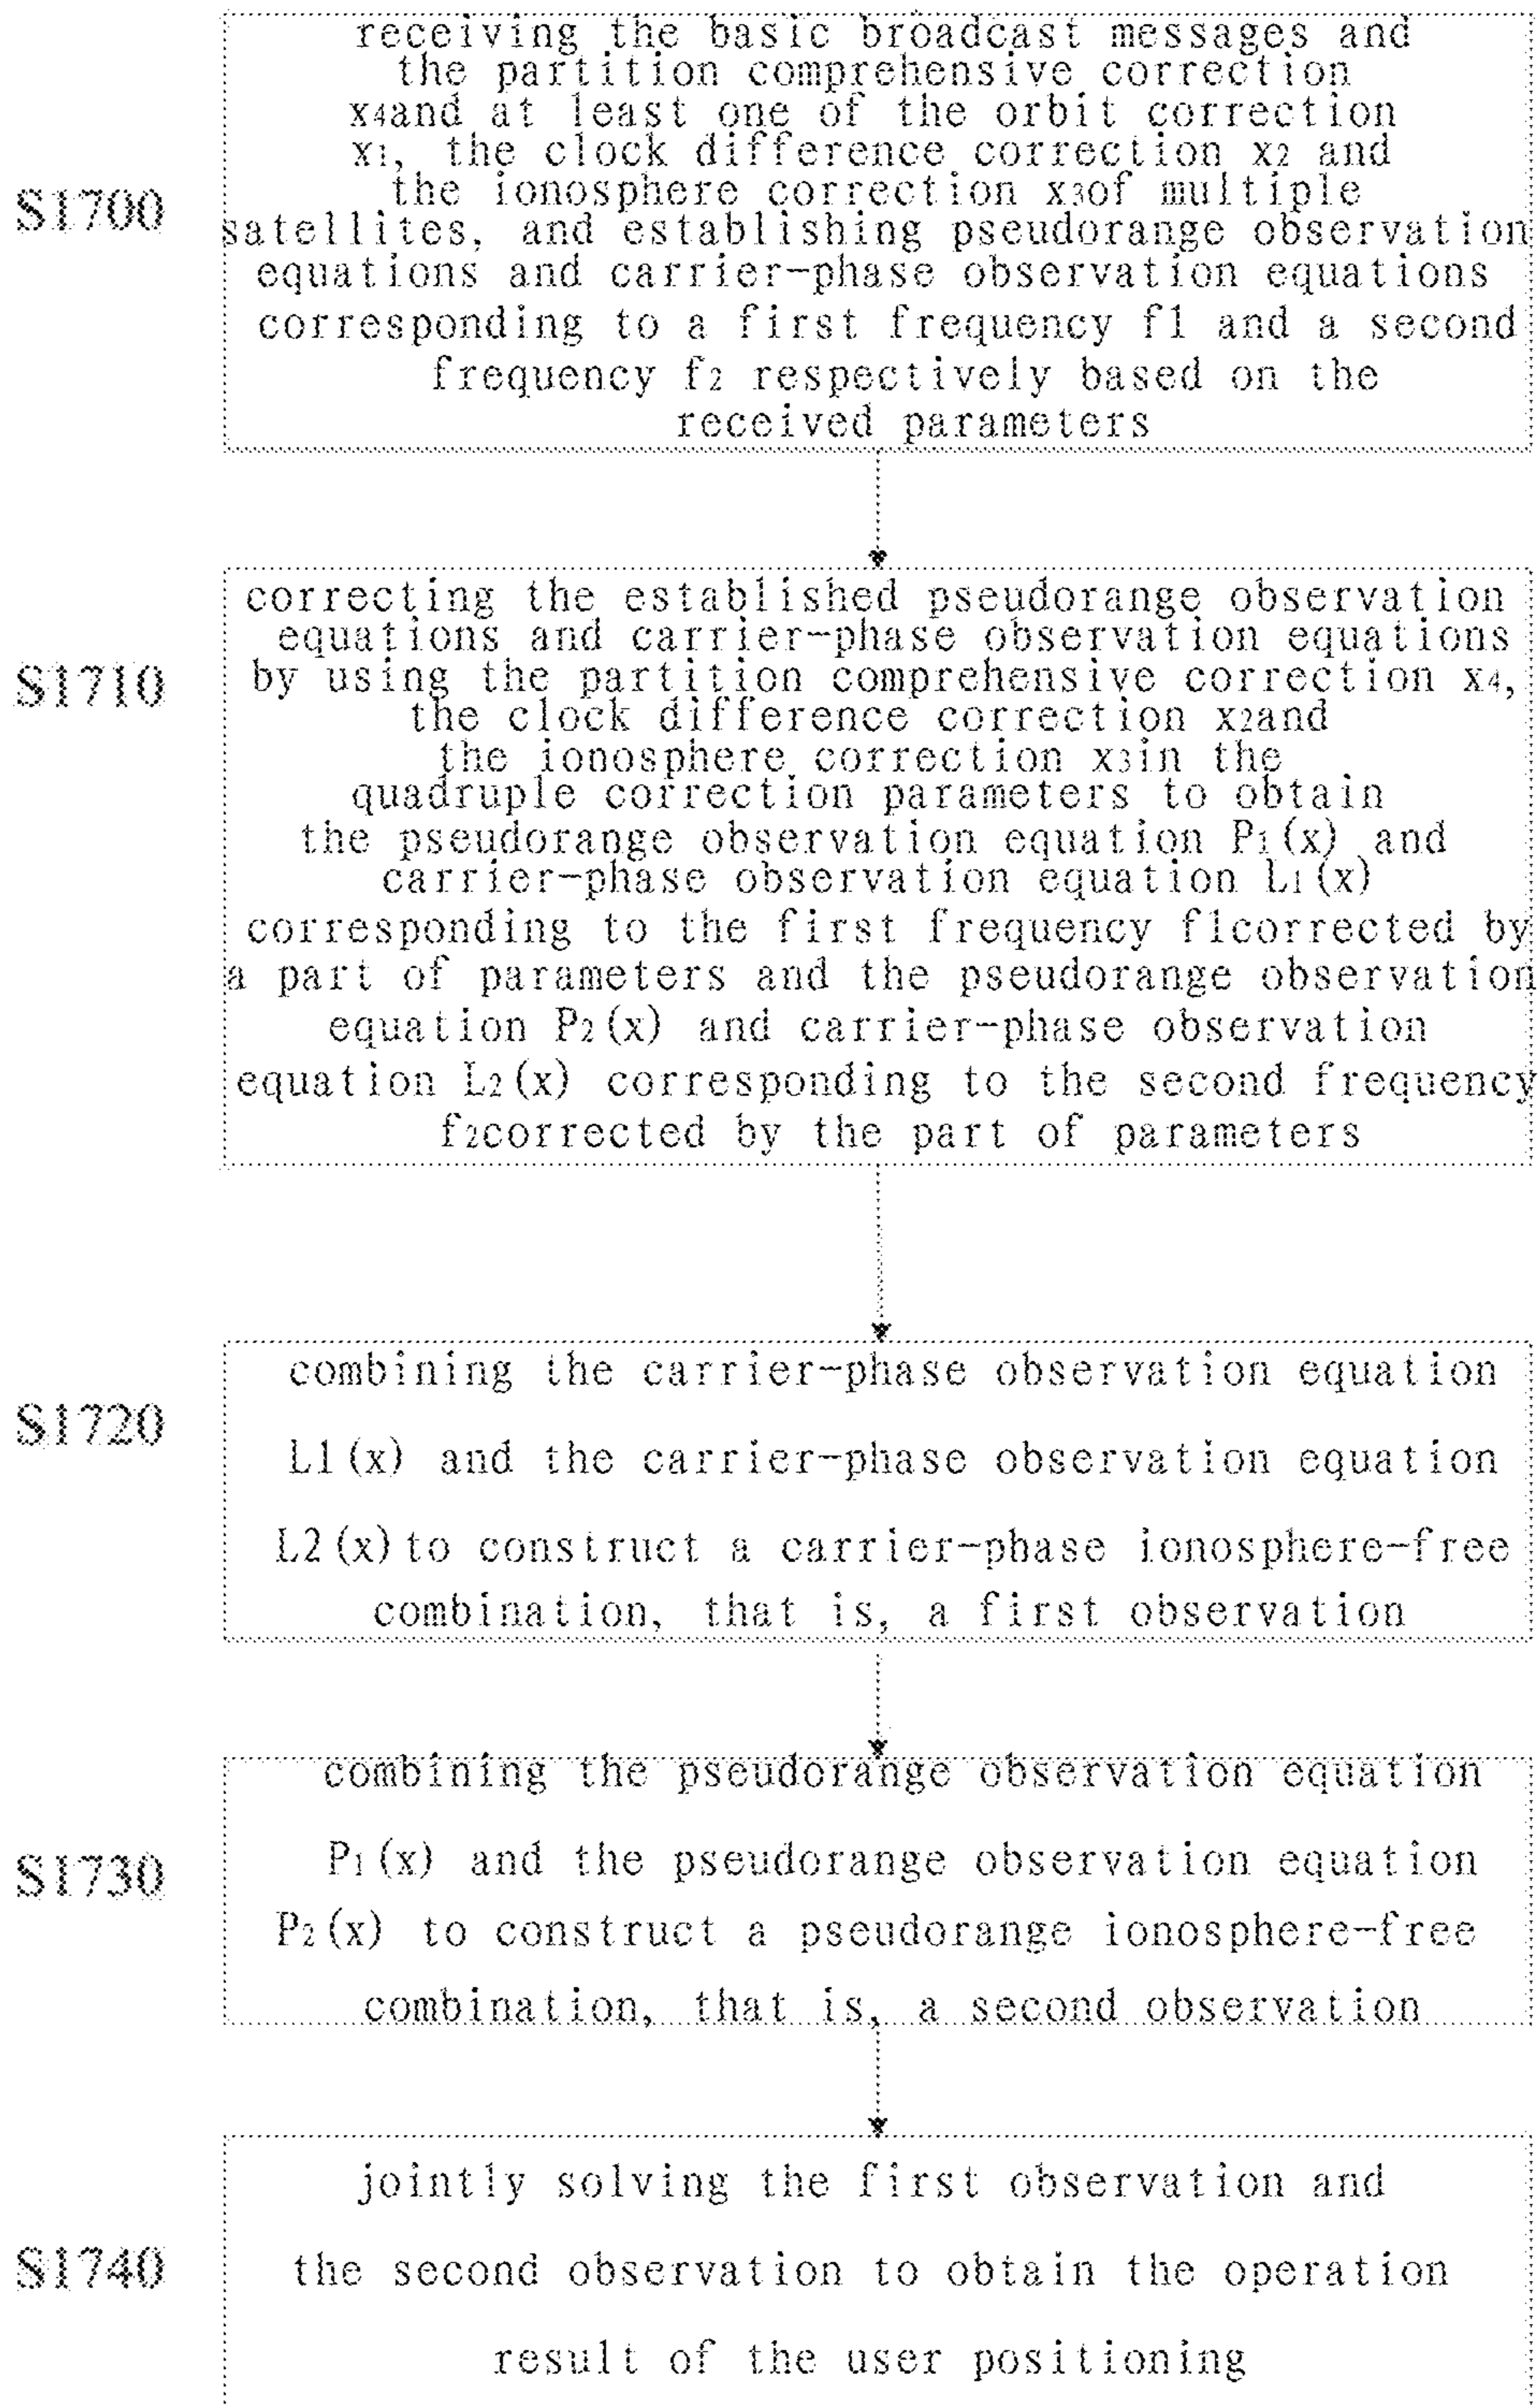 receiving the basic broadcast messages and
the partition comprehensive correction
x4and at least one of the orbit correction
x1, the clock difference correction x2 and
the ionosphere correction x3of multiple
S1700
satellites, and establishing pseudorange observation
equations and carrier-phase observation equations
corresponding to a first frequency f1 and a second
frequency f2 respectively based on the
received parameters
correcting the established pseudorange observation
equations and carrier-phase observation equations
S1710
by using the partition comprehensive correction x4,
the clock difference correction x2and
the ionosphere correction x3in the
quadruple correction parameters to obtain
the pseudorange observation equation P1(x) and
carrier-phase observation equation L1(x)
corresponding to the first frequency f1corrected by
a part of parameters and the pseudorange observation
equation P2(x) and carrier-phase observation
equation L2(x) corresponding to the second frequency
f2corrected by the part of parameters
combining the carrier-phase observation equation
S1720
L1(x) and the carrier-phase observation equation
L2(x)to construct a carrier-phase ionosphere-free
combination, that is, a first observation
combining the pseudorange observation equation
S1730
P1(x) and the pseudorange observation equation
P2(x) to construct a pseudorange ionosphere-free
combination, that is, a second observation
jointly solving the first observation and
S1740
the second observation to obtain the operation
result of the user positioning